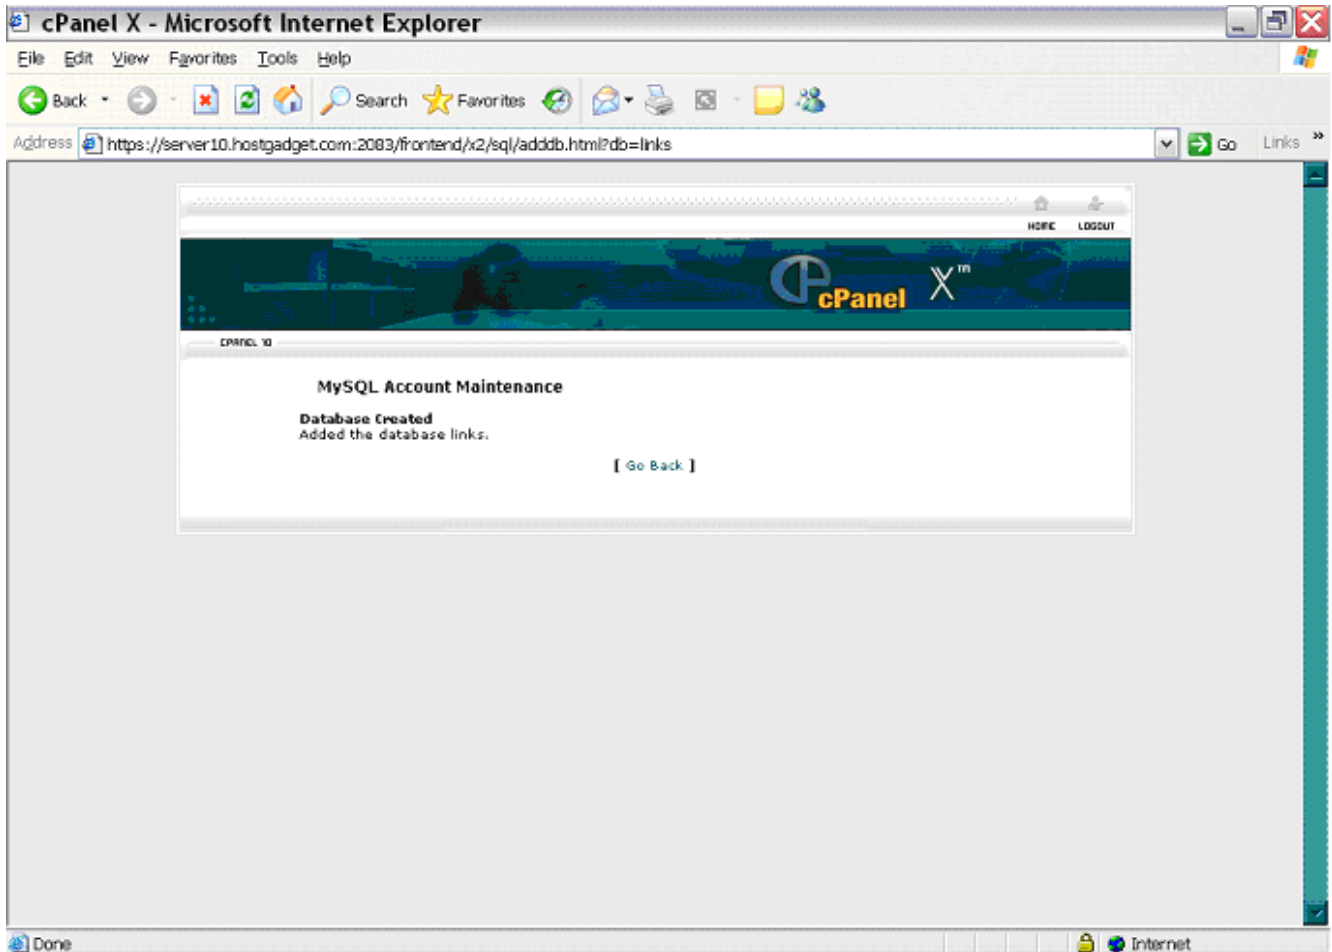 cPanel X - Microsoft Internet Explorer
File Edit View Favorites Tools Help
Back Search Favorites
Address https://server10.hostgadget.com:2083/frontend/x2/sql/adddb.html?db=links Go Links »
HOME LOGOUT
CP cPanel X™
CPANEL 10
MySQL Account Maintenance
Database Created
Added the database links.
[ Go Back ]
Done Internet